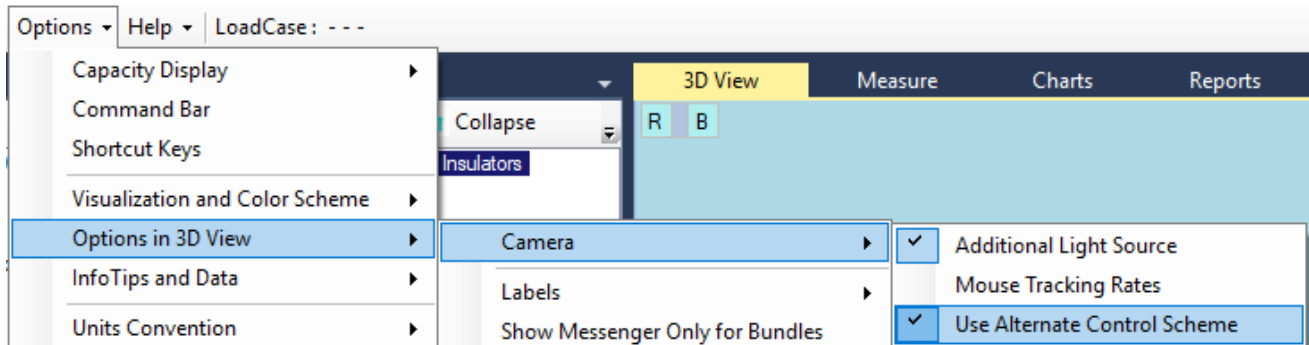 Options Help LoadCase: - - -
Capacity Display
Command Bar
Shortcut Keys
Visualization and Color Scheme
Options in 3D View
InfoTips and Data
Units Convention
Collapse
Insulators
3D View Measure Charts Reports
R B
Camera
Labels
Show Messenger Only for Bundles
Additional Light Source
Mouse Tracking Rates
Use Alternate Control Scheme